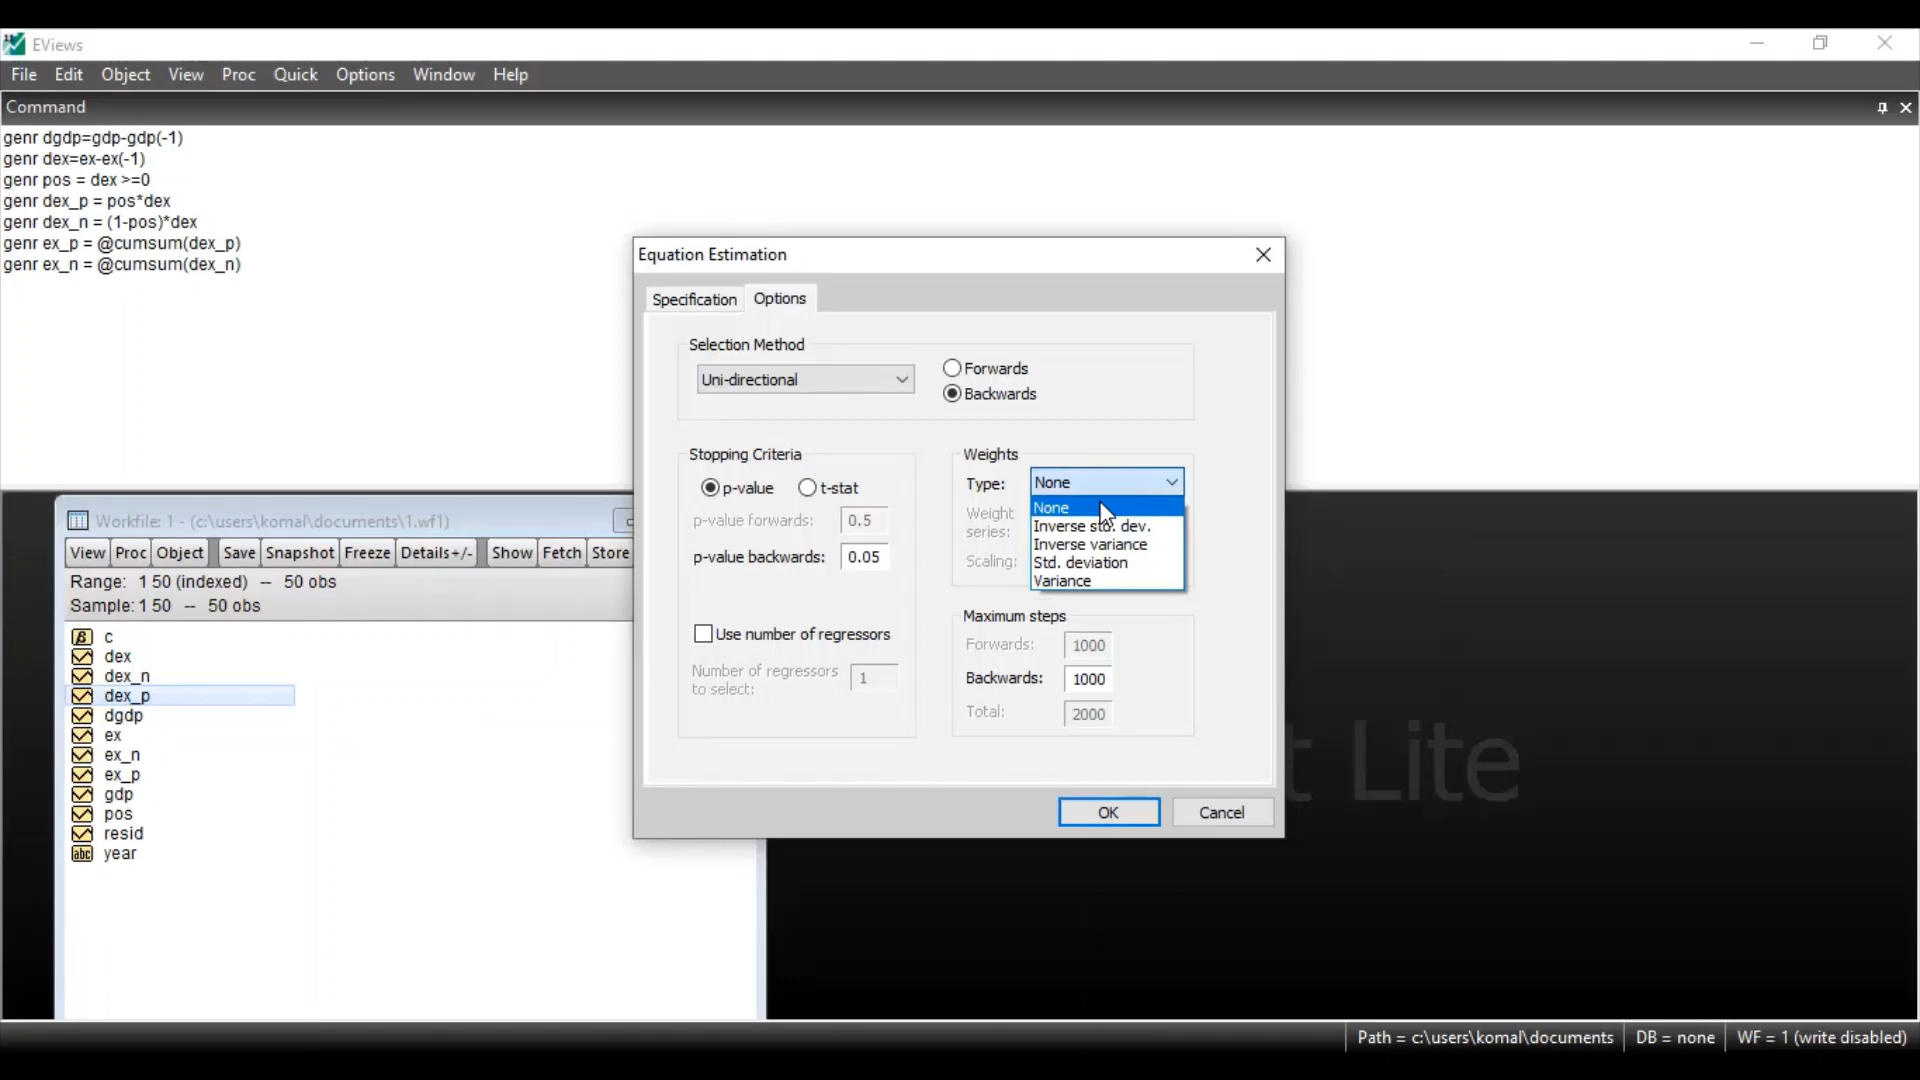 EViews
File Edit Object View Proc Quick Options Window Help
Command
genr dgdp=gdp-gdp(-1)
genr dex=ex-ex(-1)
genr pos = dex >=0
genr dex_p = pos*dex
genr dex_n = (1-pos)*dex
genr ex_p = @cumsum(dex_p)
genr ex_n = @cumsum(dex_n)
Workfile: 1 - (c:\users\komal\documents\1.wf1)
View Proc Object Save Snapshot Freeze Details+/- Show Fetch Store
Range: 1 50 (indexed) -- 50 obs
Sample: 1 50 -- 50 obs
c
dex
dex_n
dex_p
dgdp
ex
ex_n
ex_p
gdp
pos
resid
year
Equation Estimation
Specification Options
Selection Method
Uni-directional
Forwards
Backwards
Stopping Criteria
p-value t-stat
p-value forwards: 0.5
p-value backwards: 0.05
Use number of regressors
Number of regressors
to select: 1
Weights
Type: None
Weight
series:
Scaling:
None
Inverse std. dev.
Inverse variance
Std. deviation
Variance
Maximum steps
Forwards: 1000
Backwards: 1000
Total: 2000
OK Cancel
Lite
Path = c:\users\komal\documents DB = none WF = 1 (write disabled)